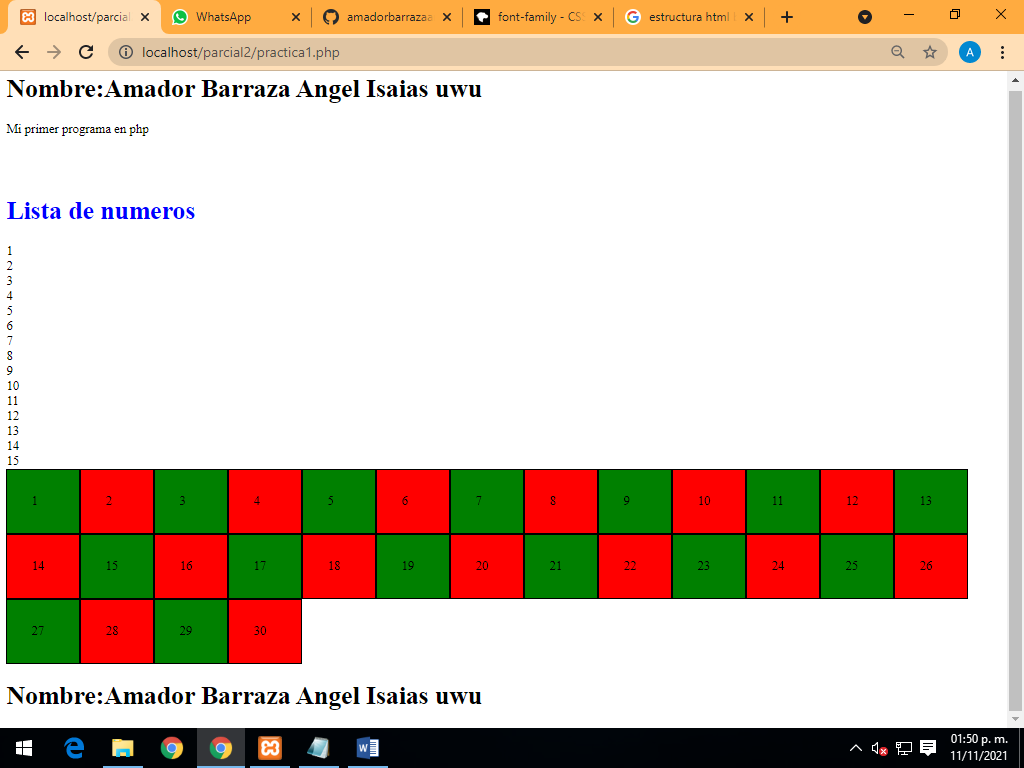 localhost/parcial
WhatsApp
amadorbarrazaa
font-family - CSS
estructura html
localhost/parcial2/practica1.php
A
Nombre:Amador Barraza Angel Isaias uwu
Mi primer programa en php
Lista de numeros
1
2
3
4
5
6
7
8
9
10
11
12
13
14
15
1 2 3 4 5 6 7 8 9 10 11 12 13
14 15 16 17 18 19 20 21 22 23 24 25 26
27 28 29 30
Nombre:Amador Barraza Angel Isaias uwu
01:50 p. m.
11/11/2021